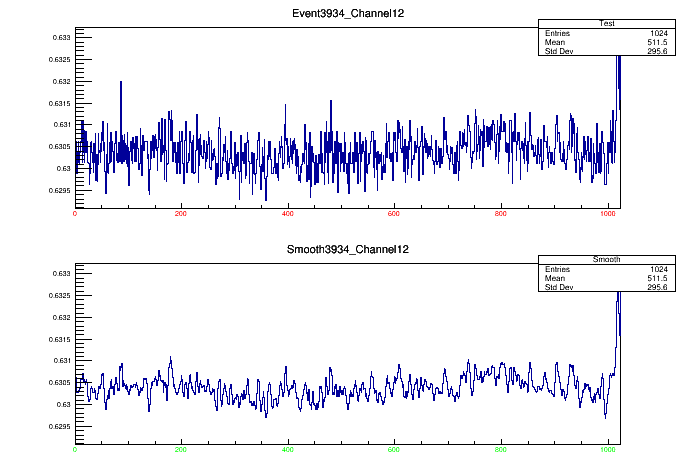 Event3934_Channel12
Test
Entries 1024
Mean 511.5
Std Dev 295.6
0.633
0.6325
0.632
0.6315
0.631
0.6305
0.63
0.6295
0 200 400 600 800 1000
Smooth3934_Channel12
Smooth
Entries 1024
Mean 511.5
Std Dev 295.6
0.633
0.6325
0.632
0.6315
0.631
0.6305
0.63
0.6295
0 200 400 600 800 1000